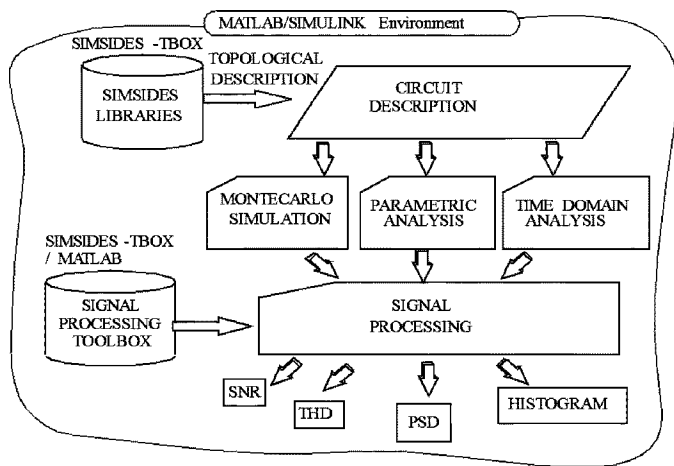 MATLAB/SIMULINK Environment
SIMSIDES -TBOX
TOPOLOGICAL
DESCRIPTION
SIMSIDES
LIBRARIES
CIRCUIT
DESCRIPTION
MONTECARLO
SIMULATION
PARAMETRIC
ANALYSIS
TIME DOMAIN
ANALYSIS
SIMSIDES -TBOX
/ MATLAB
SIGNAL
PROCESSING
TOOLBOX
SIGNAL
PROCESSING
SNR
THD
PSD
HISTOGRAM